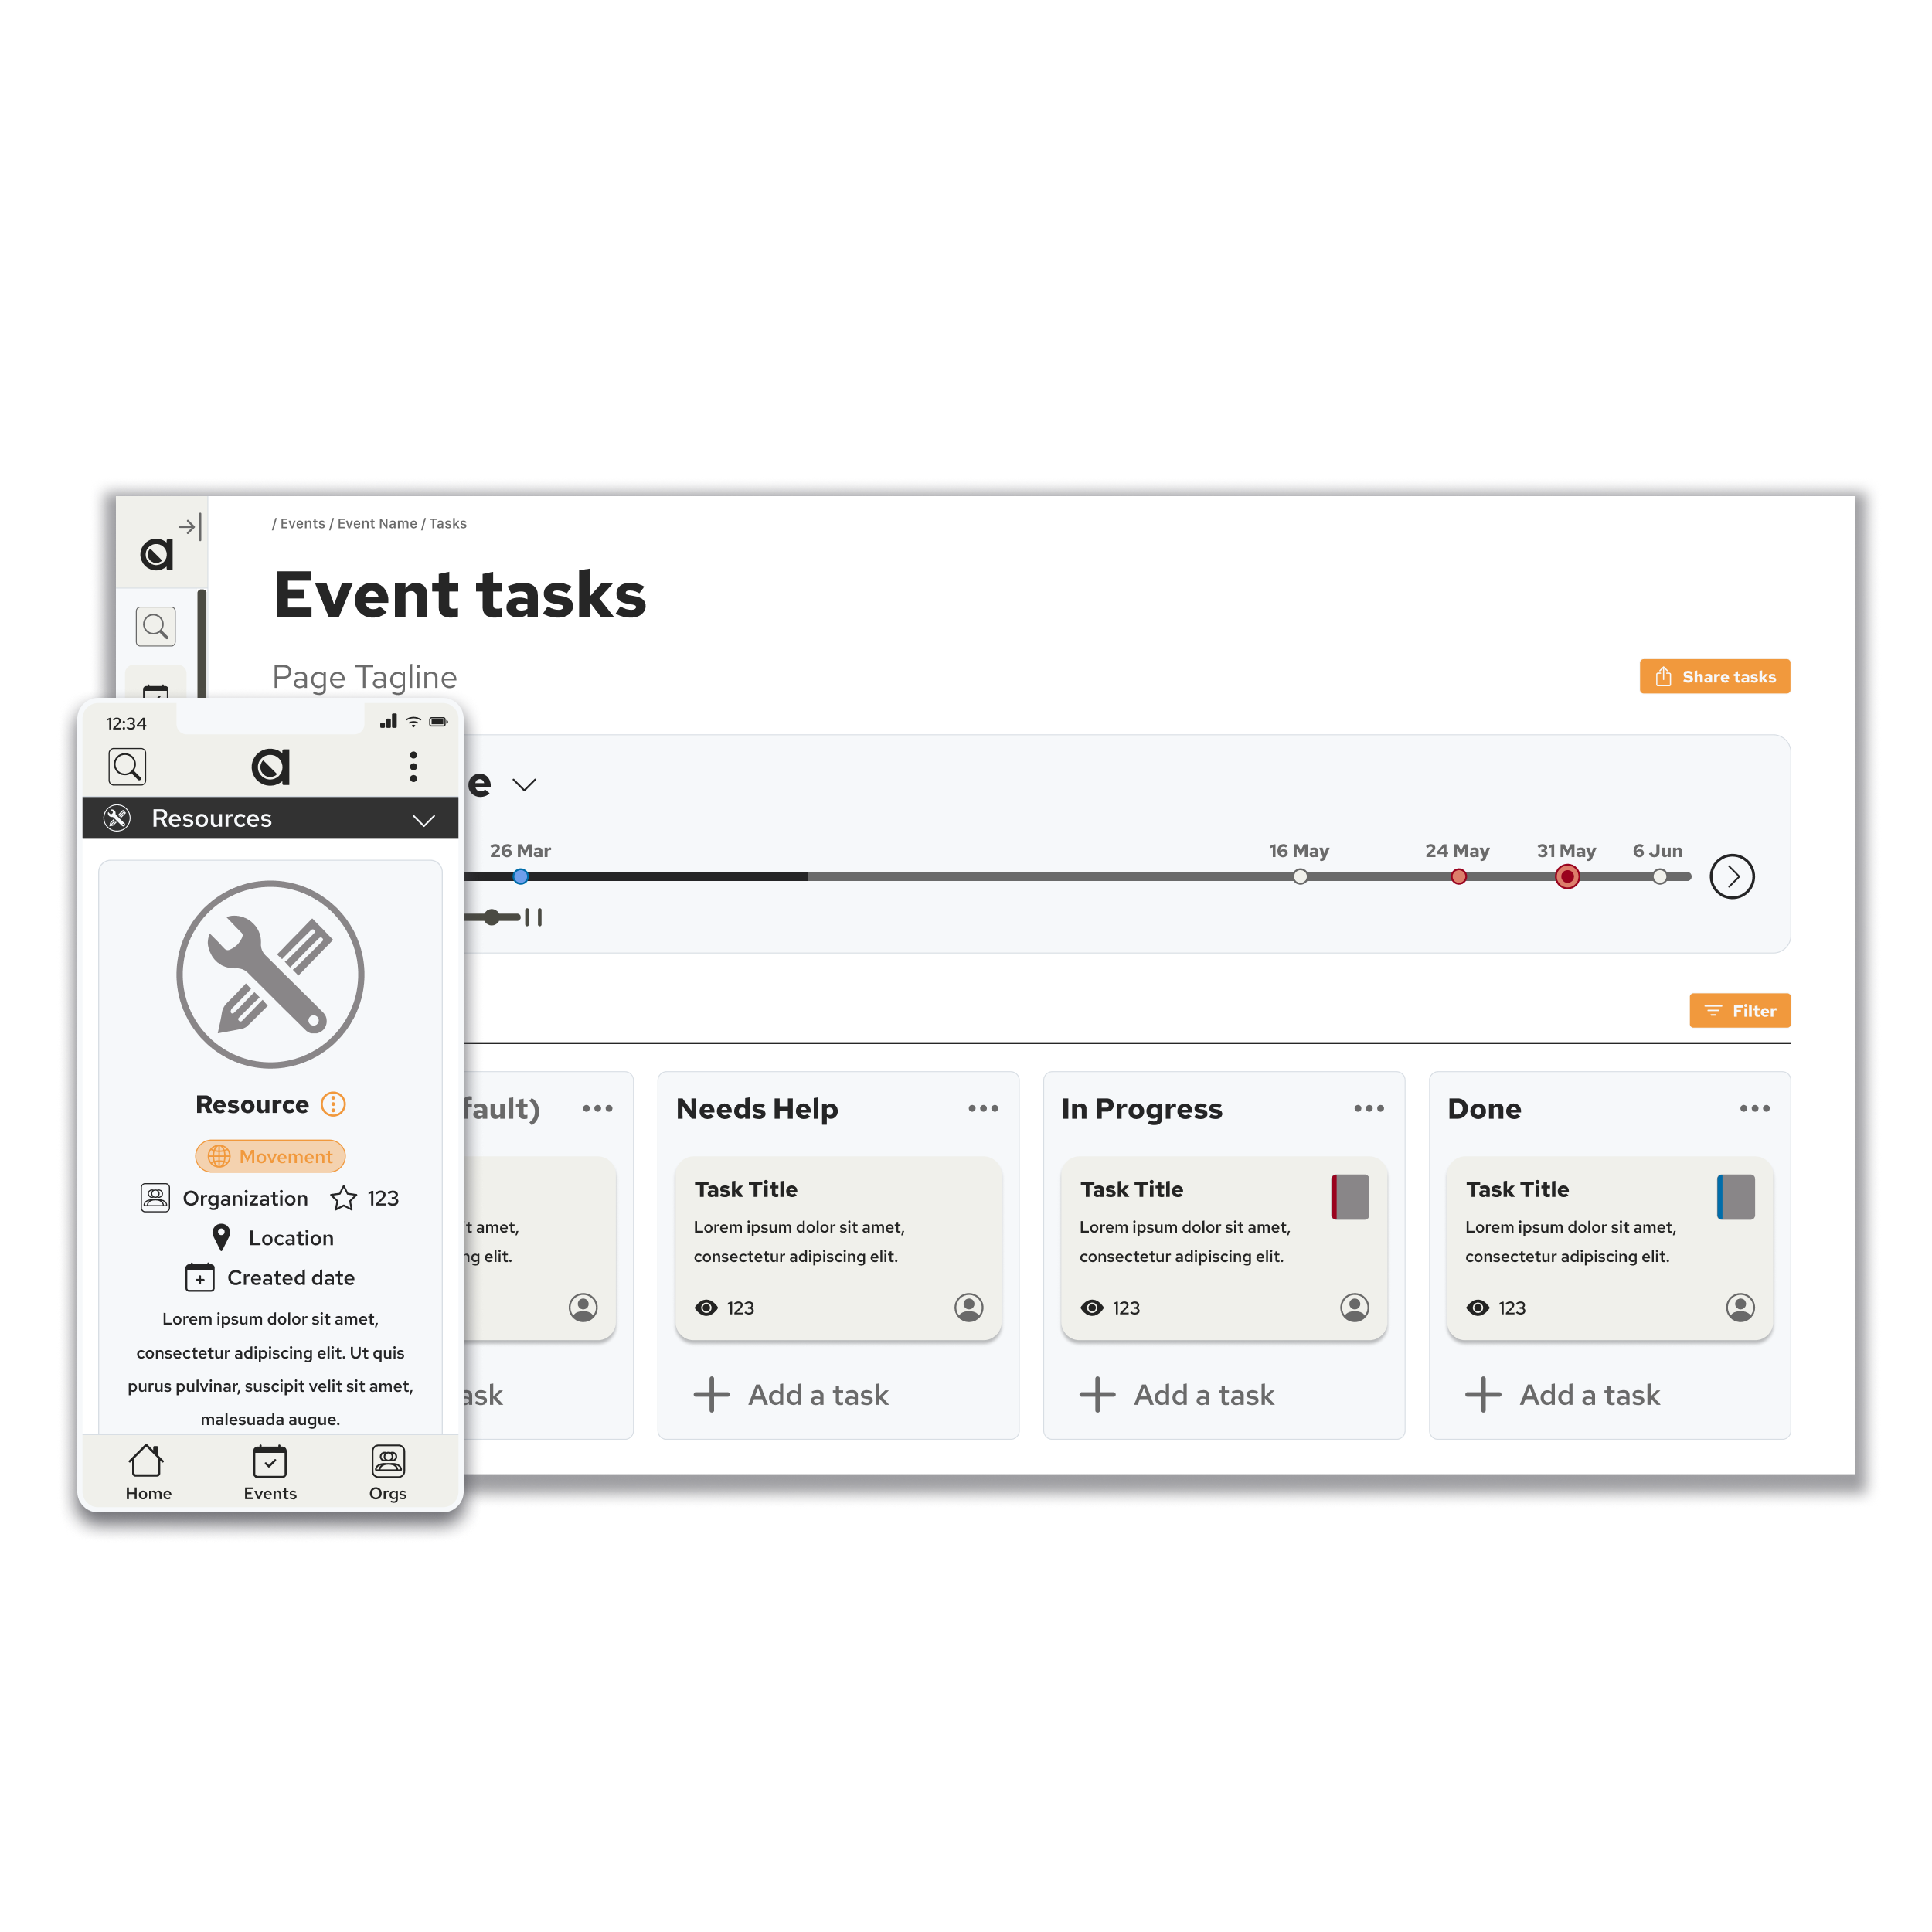 / Events / Event Name / Tasks
Event tasks
Page Tagline
Share tasks
26 Mar
16 May
24 May
31 May
6 Jun
Filter
Needs Help
In Progress
Done
Task Title
Lorem ipsum dolor sit amet,
consectetur adipiscing elit.
123
Add a task
Task Title
Lorem ipsum dolor sit amet,
consectetur adipiscing elit.
123
Add a task
Task Title
Lorem ipsum dolor sit amet,
consectetur adipiscing elit.
123
Add a task
amet,
elit.
12:34
Resources
Resource
Movement
Organization
123
Location
Created date
Lorem ipsum dolor sit amet,
consectetur adipiscing elit. Ut quis
purus pulvinar, suscipit velit sit amet,
malesuada augue.
Home
Events
Orgs